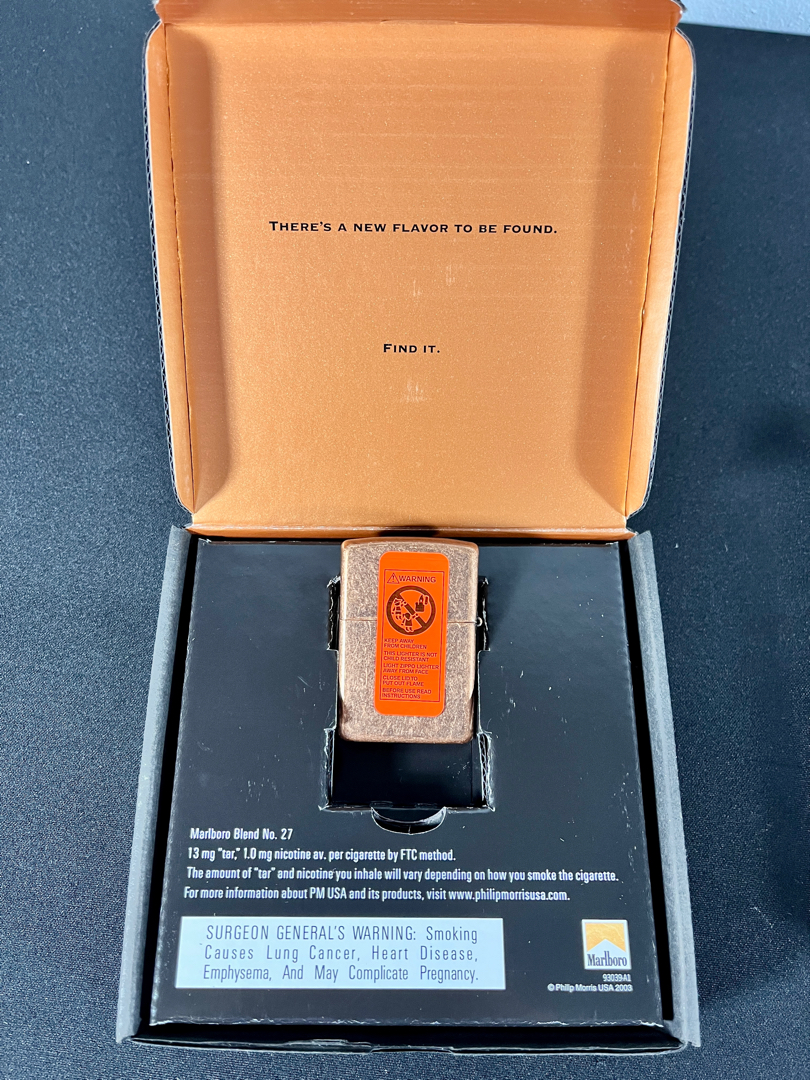 THERE'S A NEW FLAVOR TO BE FOUND.
FIND IT.
WARNING
KEEP AWAY
FROM CHILDREN
THIS LIGHTER IS NOT
CHILD RESISTANT
LIGHT ZIPPO LIGHTER
AWAY FROM FACE
CLOSE LID TO
PUT OUT FLAME
BEFORE USE READ
INSTRUCTIONS
Marlboro Blend No. 27
13 mg "tar," 1.0 mg nicotine av. per cigarette by FTC method.
The amount of "tar" and nicotine you inhale will vary depending on how you smoke the cigarette.
For more information about PM USA and its products, visit www.philipmorrisusa.com.
SURGEON GENERAL'S WARNING: Smoking
Causes Lung Cancer, Heart Disease,
Emphysema, And May Complicate Pregnancy.
Marlboro
93039A1
© Philip Morris USA 2003